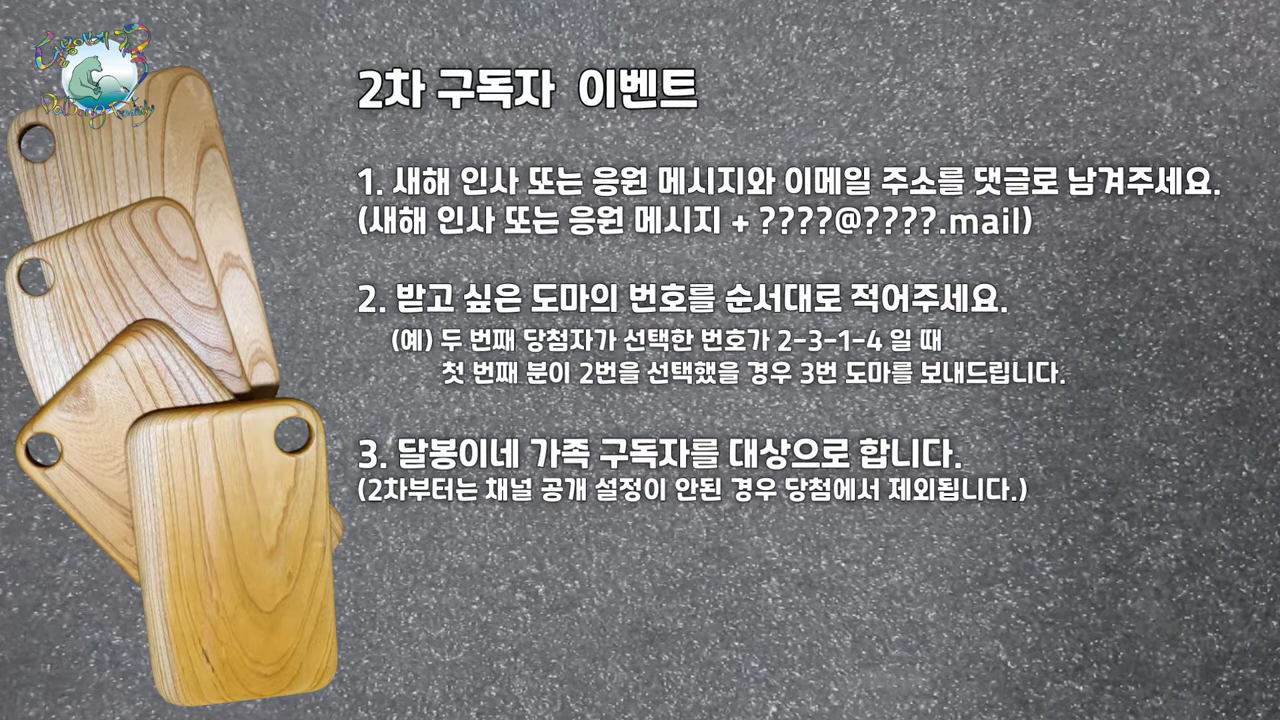 달봉이네 가족
DalBong Family
2차 구독자 이벤트
1. 새해 인사 또는 응원 메시지와 이메일 주소를 댓글로 남겨주세요.
(새해 인사 또는 응원 메시지 + ????@????.mail)
2. 받고 싶은 도마의 번호를 순서대로 적어주세요.
(예) 두 번째 당첨자가 선택한 번호가 2-3-1-4 일 때
첫 번째 분이 2번을 선택했을 경우 3번 도마를 보내드립니다.
3. 달봉이네 가족 구독자를 대상으로 합니다.
(2차부터는 채널 공개 설정이 안된 경우 당첨에서 제외됩니다.)